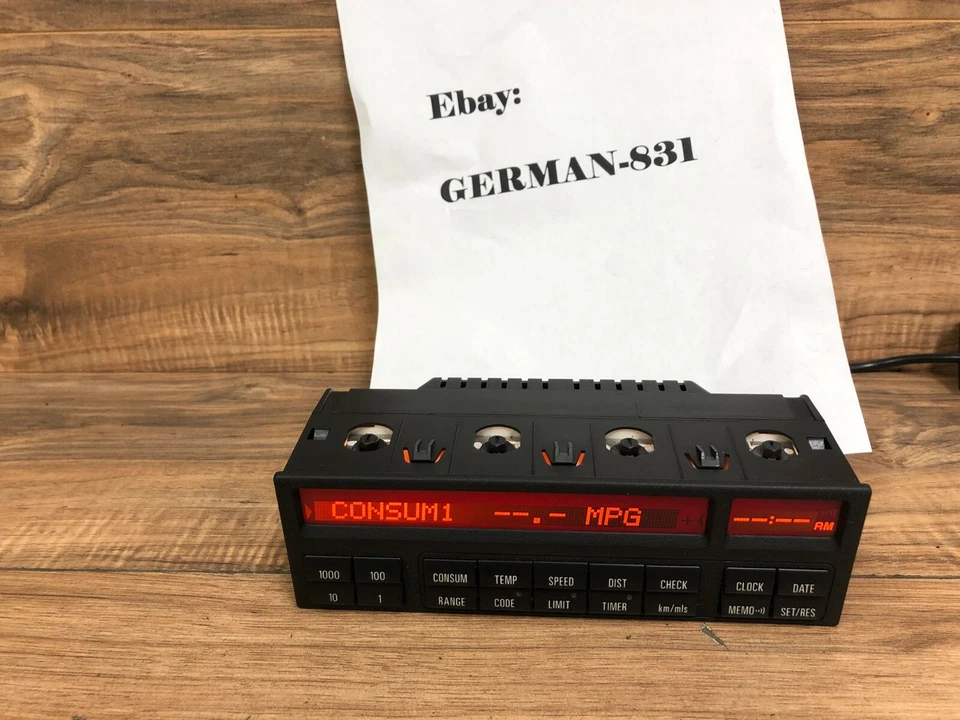 Ebay:
GERMAN-831
CONSUM1 --.- MPG
--:-- AM
1000 100
10 1
CONSUM TEMP SPEED DIST CHECK
RANGE CODE LIMIT TIMER km/mls
CLOCK DATE
MEMO SET/RES